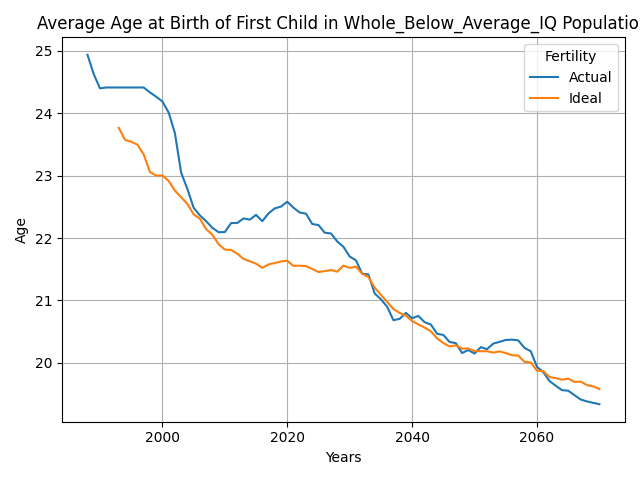 Average Age at Birth of First Child in Whole_Below_Average_IQ Populatio
Fertility
Actual
Ideal
25
24
23
22
21
20
Age
2000
2020
2040
2060
Years